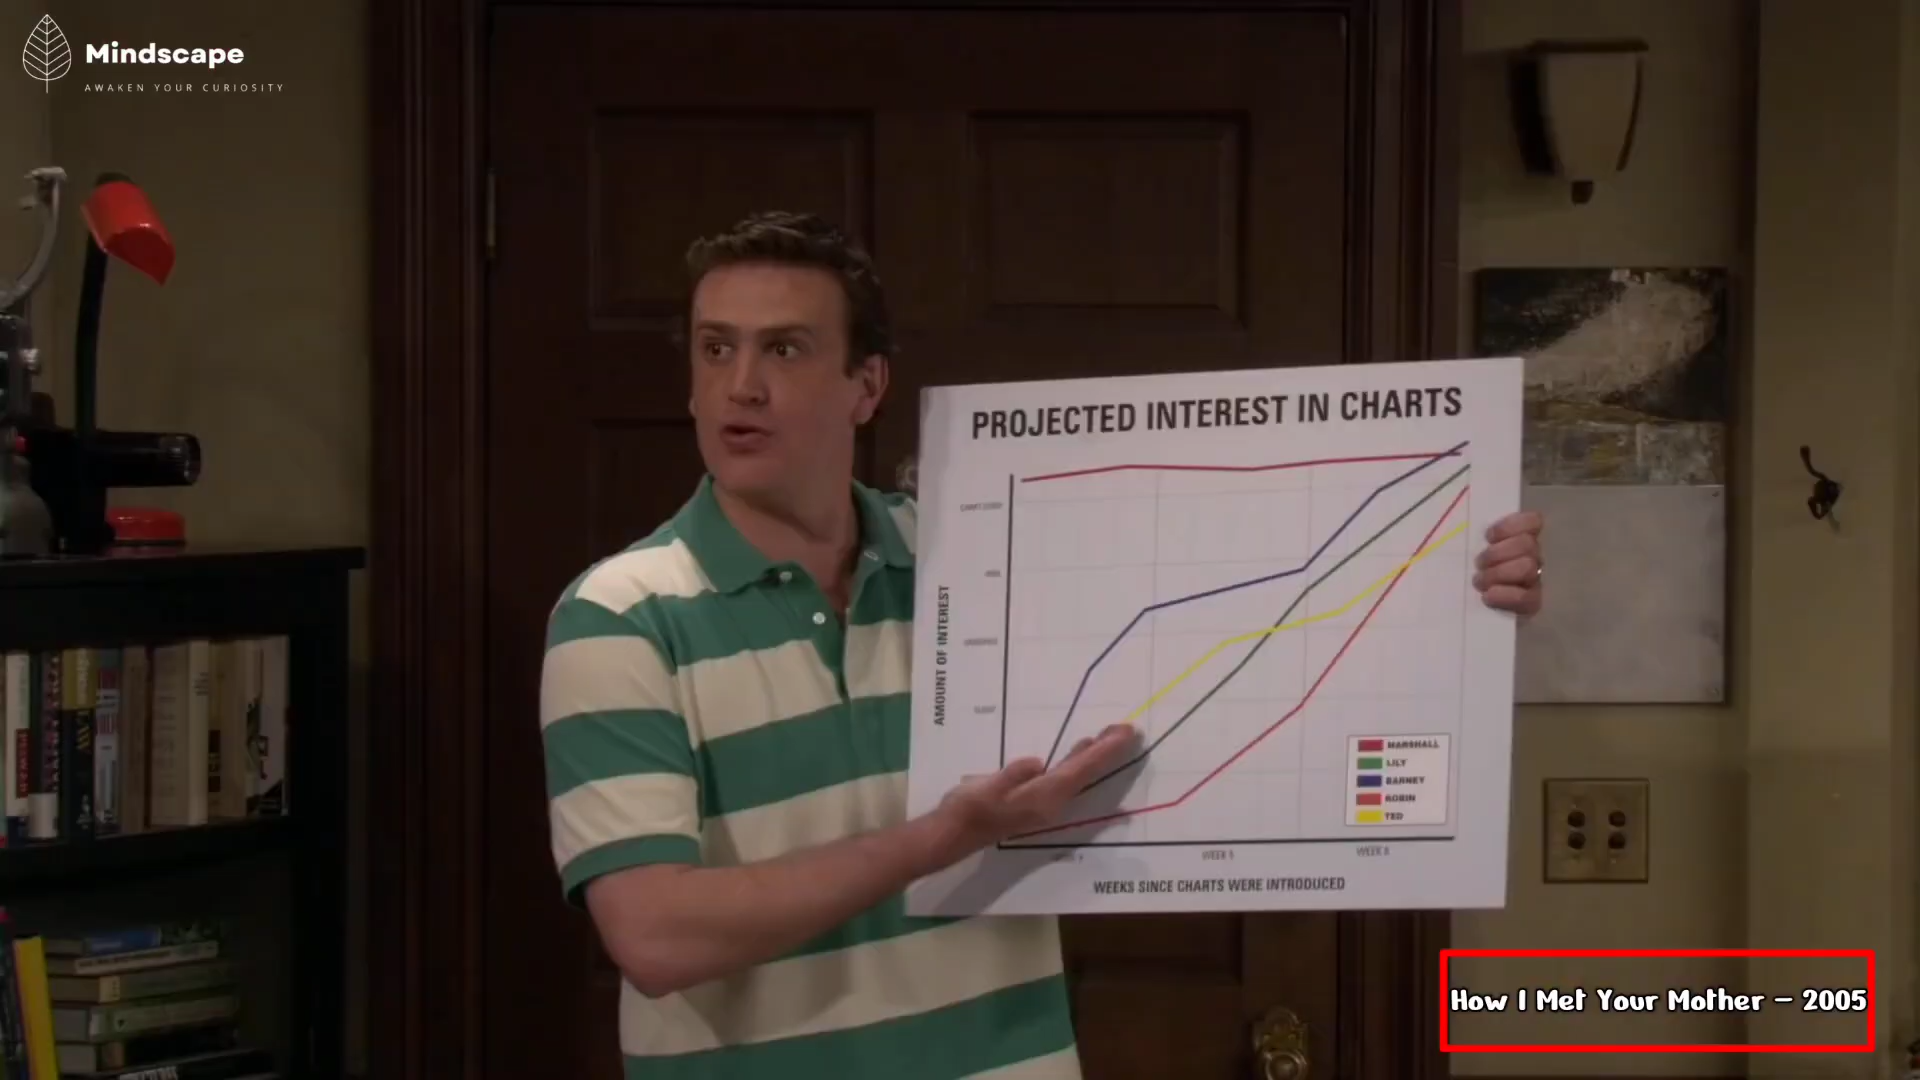 Mindscape
AWAKEN YOUR CURIOSITY
PROJECTED INTEREST IN CHARTS
AMOUNT OF INTEREST
MARSHALL
LILY
BARNEY
ROBIN
TED
WEEK 5
WEEK 6
WEEKS SINCE CHARTS WERE INTRODUCED
How I Met Your Mother – 2005